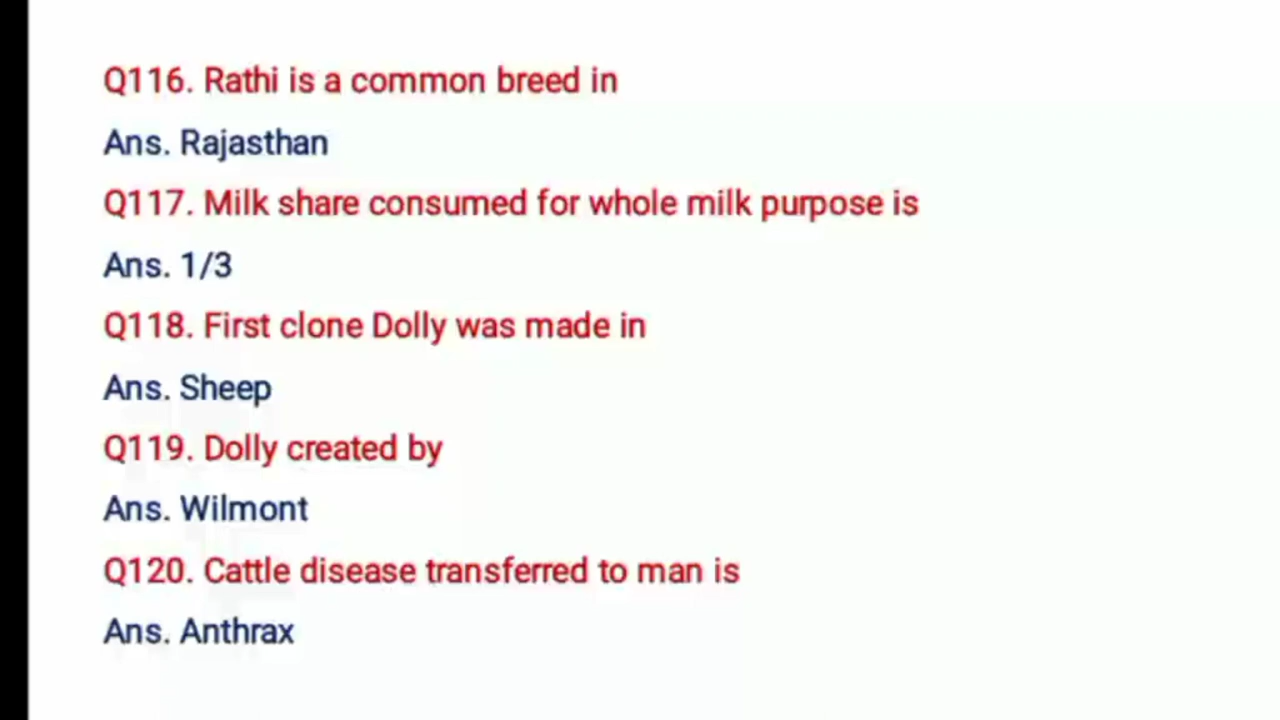 Q116. Rathi is a common breed in
Ans. Rajasthan
Q117. Milk share consumed for whole milk purpose is
Ans. 1/3
Q118. First clone Dolly was made in
Ans. Sheep
Q119. Dolly created by
Ans. Wilmont
Q120. Cattle disease transferred to man is
Ans. Anthrax